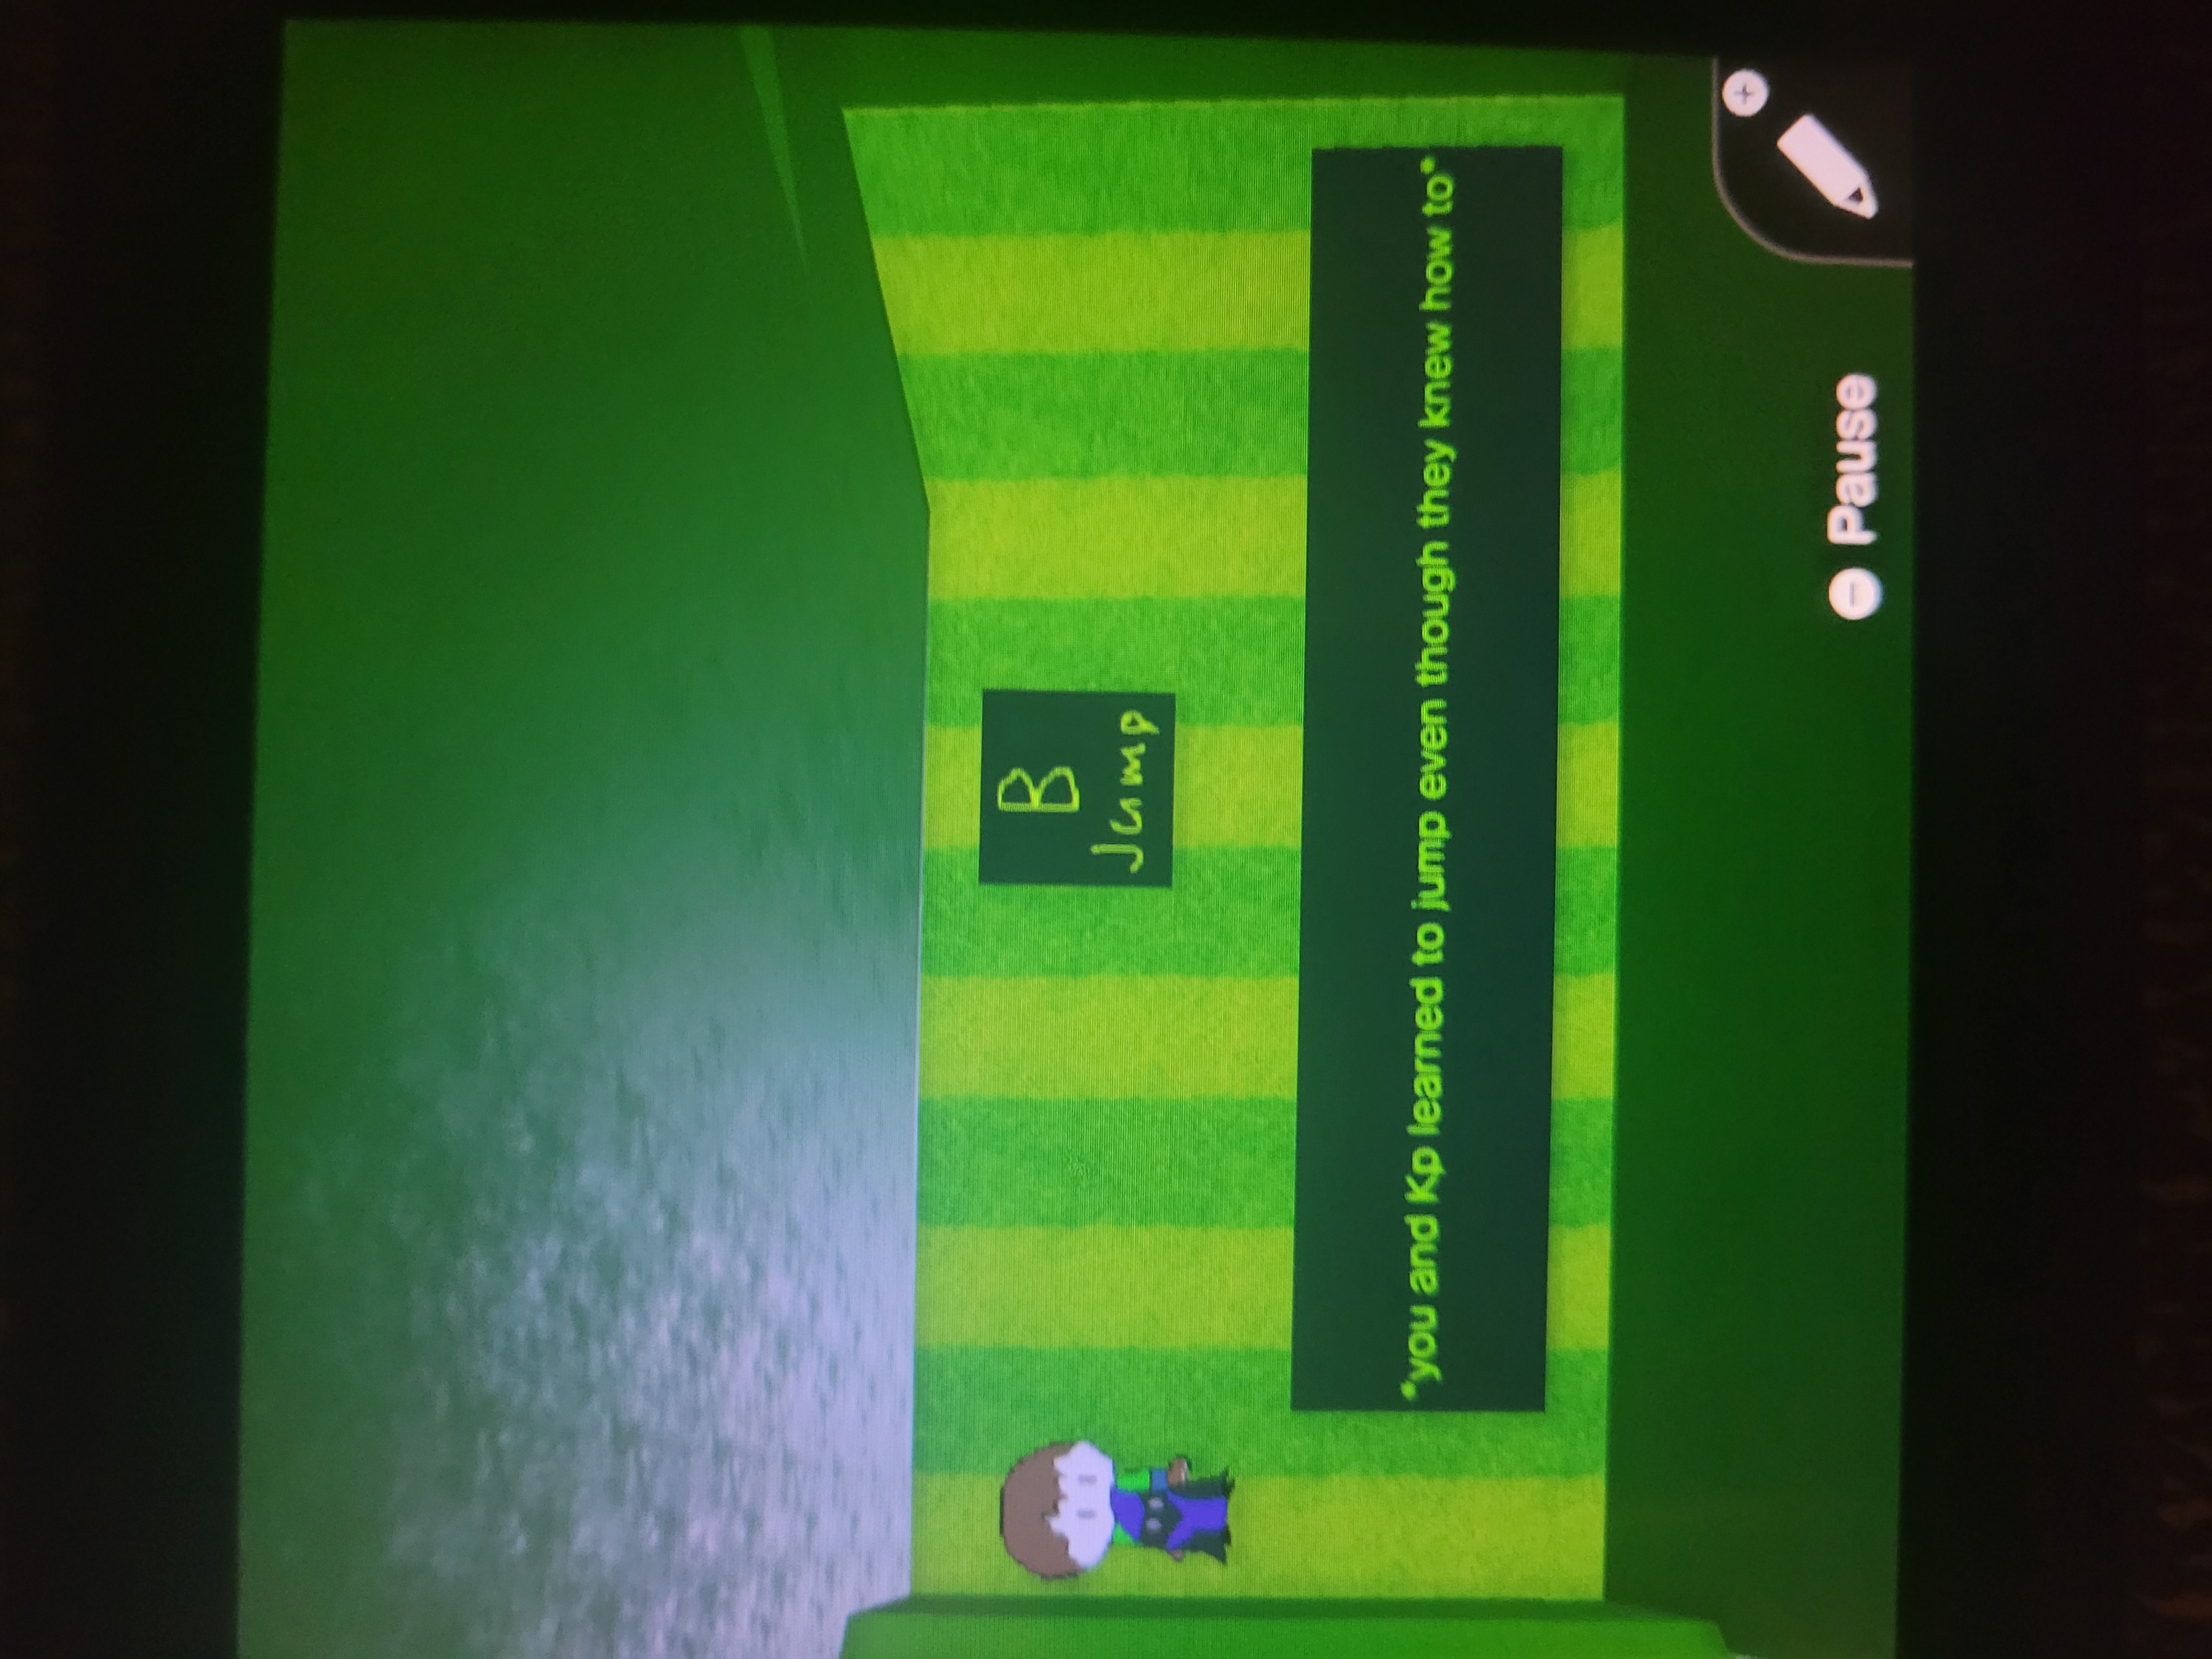 B
Jump
*you and Kp learned to jump even though they knew how to*
Pause